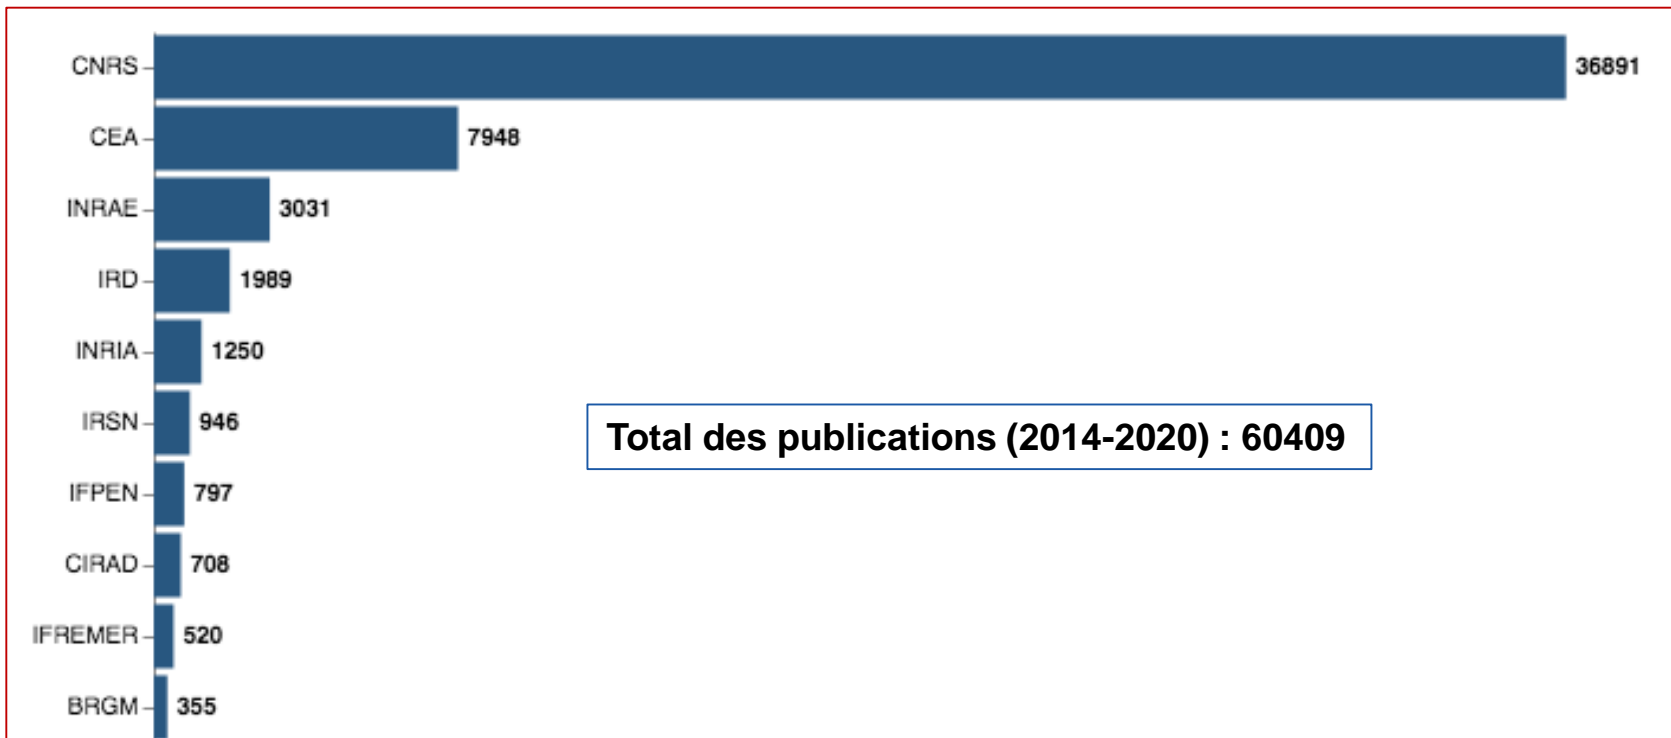 CNRS 36891
CEA 7948
INRAE 3031
IRD 1989
INRIA 1250
IRSN 946
Total des publications (2014-2020) : 60409
IFPEN 797
CIRAD 708
IFREMER 520
BRGM 355